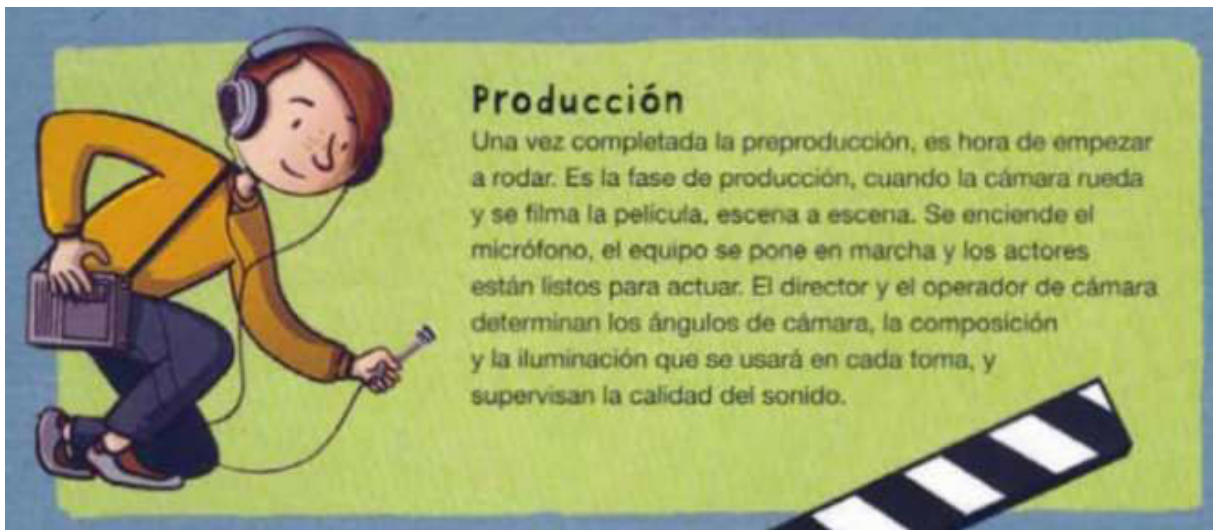 Producción
Una vez completada la preproducción, es hora de empezar
a rodar. Es la fase de producción, cuando la cámara rueda
y se filma la película, escena a escena. Se enciende el
micrófono, el equipo se pone en marcha y los actores
están listos para actuar. El director y el operador de cámara
determinan los ángulos de cámara, la composición
y la iluminación que se usará en cada toma, y
supervisan la calidad del sonido.